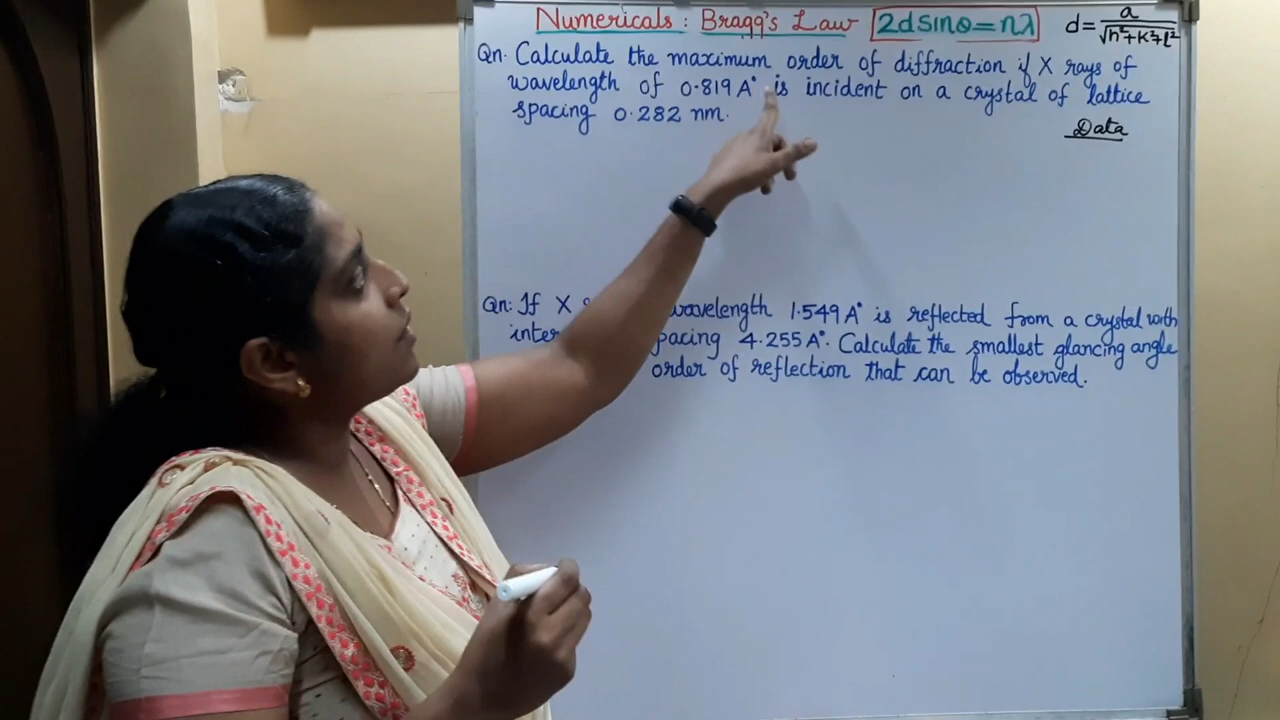 Numericals : Bragg's Law 2dsinθ=nλ d= a/√h²+k²+l²
Qn. Calculate the maximum order of diffraction if X rays of
wavelength of 0.819 A° is incident on a crystal of lattice
spacing 0.282 nm.
Data
Qn: If X wavelength 1.549 A° is reflected from a crystal with
inter pacing 4.255 A°. Calculate the smallest glancing angle
order of reflection that can be observed.